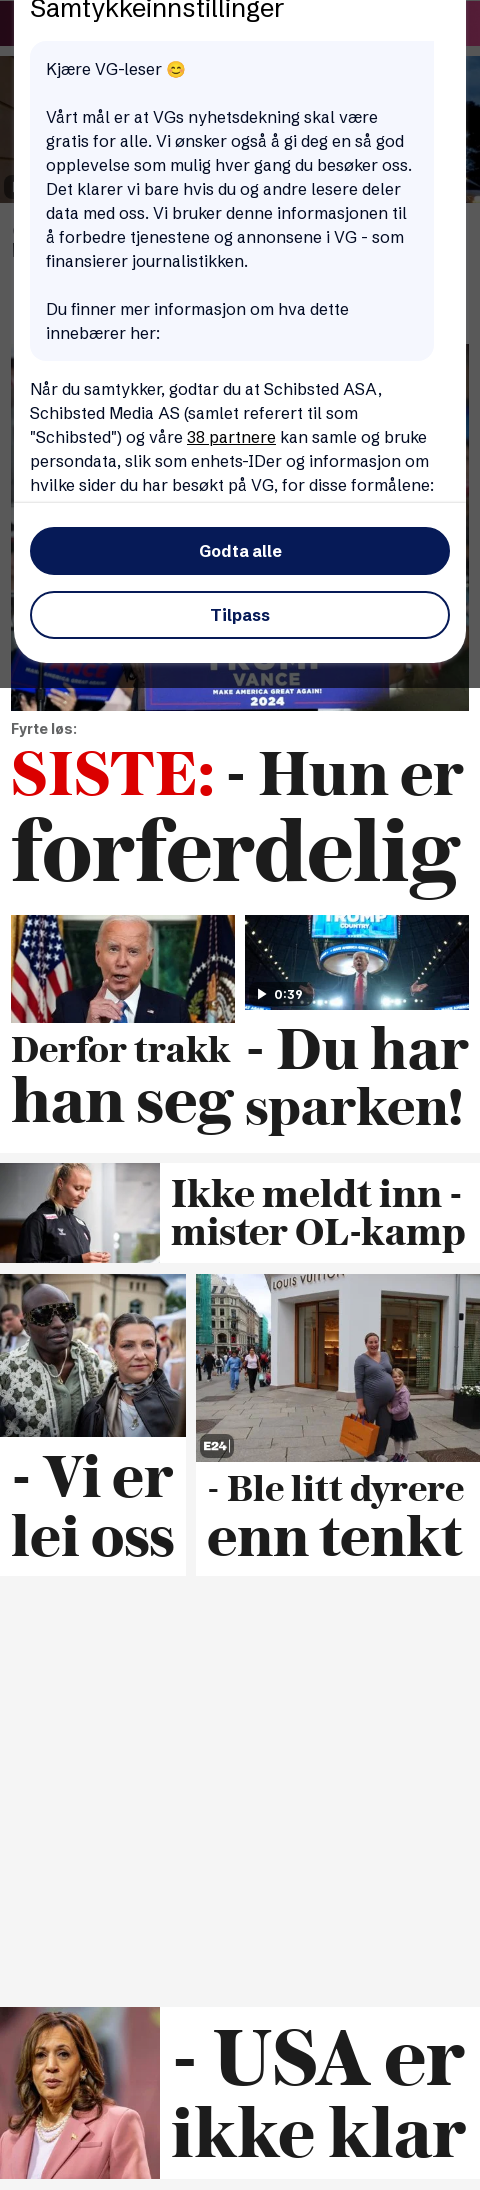 Samtykkeinnstillinger
Kjære VG-leser 😊
Vårt mål er at VGs nyhetsdekning skal være
gratis for alle. Vi ønsker også å gi deg en så god
opplevelse som mulig hver gang du besøker oss.
Det klarer vi bare hvis du og andre lesere deler
data med oss. Vi bruker denne informasjonen til
å forbedre tjenestene og annonsene i VG - som
finansierer journalistikken.
Du finner mer informasjon om hva dette
innebærer her:
Når du samtykker, godtar du at Schibsted ASA,
Schibsted Media AS (samlet referert til som
"Schibsted") og våre 38 partnere kan samle og bruke
persondata, slik som enhets-IDer og informasjon om
hvilke sider du har besøkt på VG, for disse formålene:
Godta alle
Tilpass
TRUMP
VANCE
MAKE AMERICA GREAT AGAIN!
2024
Fyrte løs:
SISTE: - Hun er
forferdelig
TRUMP
COUNTRY
0:39
Derfor trakk
han seg
- Du har
sparken!
Ikke meldt inn -
mister OL-kamp
LOUIS VUITTON
E24
- Vi er
lei oss
- Ble litt dyrere
enn tenkt
- USA er
ikke klar